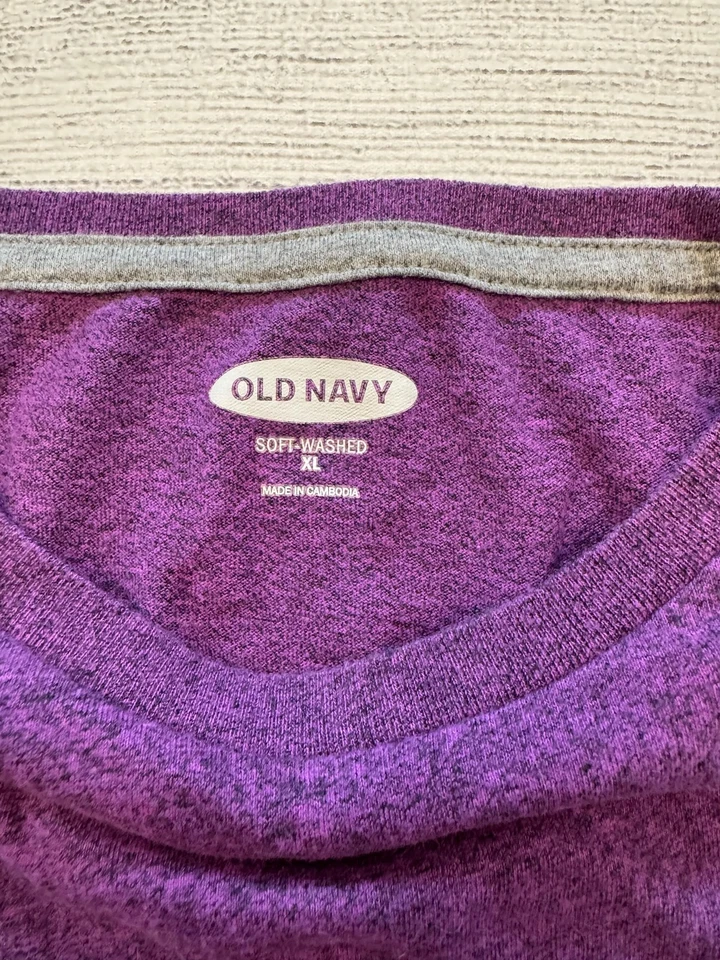 OLD NAVY
SOFT-WASHED
XL
MADE IN CAMBODIA